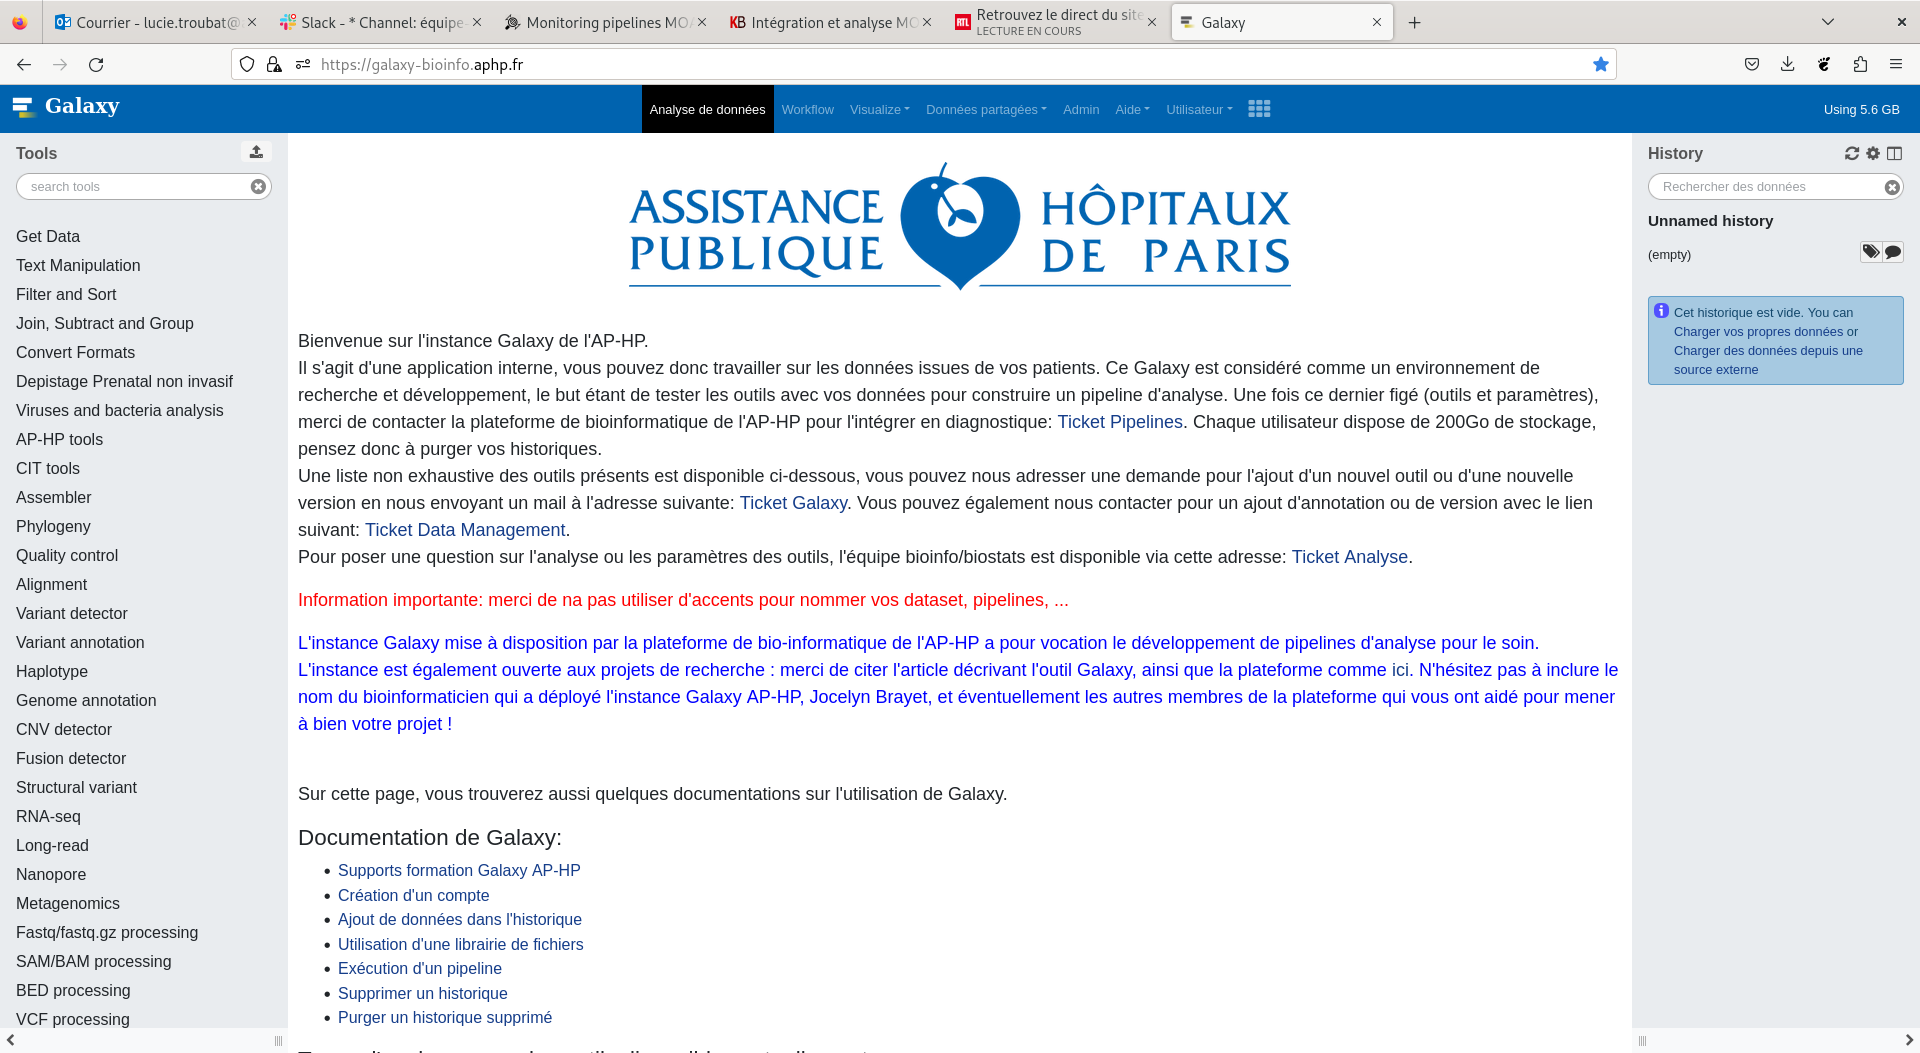 Courrier - lucie.troubat@
Slack - * Channel: équipe-
Monitoring pipelines MOA
KB Intégration et analyse MO
RTL
Retrouvez le direct du site
LECTURE EN COURS
Galaxy
https://galaxy-bioinfo.aphp.fr
Galaxy
Analyse de données
Workflow
Visualize
Données partagées
Admin
Aide
Utilisateur
Using 5.6 GB
Tools
search tools
Get Data
Text Manipulation
Filter and Sort
Join, Subtract and Group
Convert Formats
Depistage Prenatal non invasif
Viruses and bacteria analysis
AP-HP tools
CIT tools
Assembler
Phylogeny
Quality control
Alignment
Variant detector
Variant annotation
Haplotype
Genome annotation
CNV detector
Fusion detector
Structural variant
RNA-seq
Long-read
Nanopore
Metagenomics
Fastq/fastq.gz processing
SAM/BAM processing
BED processing
VCF processing
ASSISTANCE HÔPITAUX
PUBLIQUE DE PARIS
Bienvenue sur l'instance Galaxy de l'AP-HP.
Il s'agit d'une application interne, vous pouvez donc travailler sur les données issues de vos patients. Ce Galaxy est considéré comme un environnement de
recherche et développement, le but étant de tester les outils avec vos données pour construire un pipeline d'analyse. Une fois ce dernier figé (outils et paramètres),
merci de contacter la plateforme de bioinformatique de l'AP-HP pour l'intégrer en diagnostique: Ticket Pipelines. Chaque utilisateur dispose de 200Go de stockage,
pensez donc à purger vos historiques.
Une liste non exhaustive des outils présents est disponible ci-dessous, vous pouvez nous adresser une demande pour l'ajout d'un nouvel outil ou d'une nouvelle
version en nous envoyant un mail à l'adresse suivante: Ticket Galaxy. Vous pouvez également nous contacter pour un ajout d'annotation ou de version avec le lien
suivant: Ticket Data Management.
Pour poser une question sur l'analyse ou les paramètres des outils, l'équipe bioinfo/biostats est disponible via cette adresse: Ticket Analyse.
Information importante: merci de na pas utiliser d'accents pour nommer vos dataset, pipelines, ...
L'instance Galaxy mise à disposition par la plateforme de bio-informatique de l'AP-HP a pour vocation le développement de pipelines d'analyse pour le soin.
L'instance est également ouverte aux projets de recherche : merci de citer l'article décrivant l'outil Galaxy, ainsi que la plateforme comme ici. N'hésitez pas à inclure le
nom du bioinformaticien qui a déployé l'instance Galaxy AP-HP, Jocelyn Brayet, et éventuellement les autres membres de la plateforme qui vous ont aidé pour mener
à bien votre projet !
Sur cette page, vous trouverez aussi quelques documentations sur l'utilisation de Galaxy.
Documentation de Galaxy:
• Supports formation Galaxy AP-HP
• Création d'un compte
• Ajout de données dans l'historique
• Utilisation d'une librairie de fichiers
• Exécution d'un pipeline
• Supprimer un historique
• Purger un historique supprimé
History
Rechercher des données
Unnamed history
(empty)
Cet historique est vide. You can
Charger vos propres données or
Charger des données depuis une
source externe